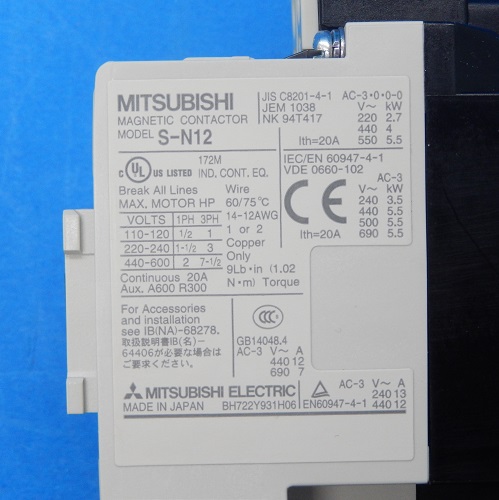 MITSUBISHI
MAGNETIC CONTACTOR
MODEL S-N12
JIS C8201-4-1 AC-3·0·0-0
JEM 1038 V~ kW
NK 94T417 220 2.7
440 4
Ith=20A 550 5.5
UL US LISTED 172M IND. CONT. EQ.
Break All Lines
MAX. MOTOR HP
VOLTS 1PH 3PH
110-120 1/2 1
220-240 1-1/2 3
440-600 2 7-1/2
Continuous 20A
Aux. A600 R300
Wire
60/75°C
14-12AWG
1 or 2
Copper
Only
9Lb·in (1.02
N·m) Torque
IEC/EN 60947-4-1
VDE 0660-102
AC-3
CE V~ kW
240 3.5
440 5.5
500 5.5
Ith=20A 690 5.5
For Accessories
and installation
see IB(NA)-68278.
取扱説明書IB(名)-
64406が必要な場合は
ご要求ください。
CCC
GB14048.4
AC-3 V~ A
440 12
690 7
MITSUBISHI ELECTRIC
MADE IN JAPAN BH722Y931H06
EN60947-4-1
AC-3 V~ A
240 13
440 12